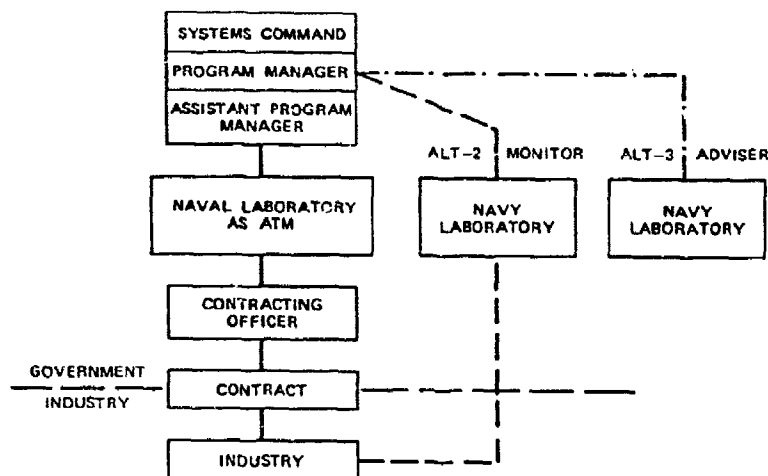 SYSTEMS COMMAND
PROGRAM MANAGER
ASSISTANT PROGRAM
MANAGER
ALT-2 MONITOR
ALT-3 ADVISER
NAVAL LABORATORY
AS ATM
NAVY
LABORATORY
NAVY
LABORATORY
CONTRACTING
OFFICER
GOVERNMENT
INDUSTRY
CONTRACT
INDUSTRY